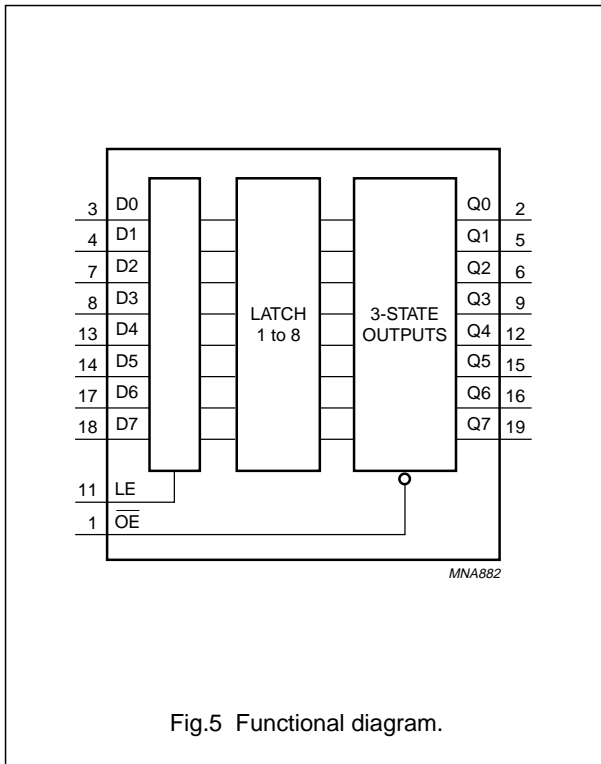 3 D0 Q0 2
4 D1 Q1 5
7 D2 Q2 6
8 D3 Q3 9
13 D4 Q4 12
14 D5 Q5 15
17 D6 Q6 16
18 D7 Q7 19
LATCH
1 to 8
3-STATE
OUTPUTS
11 LE
1 O̅E̅
MNA882
Fig.5 Functional diagram.